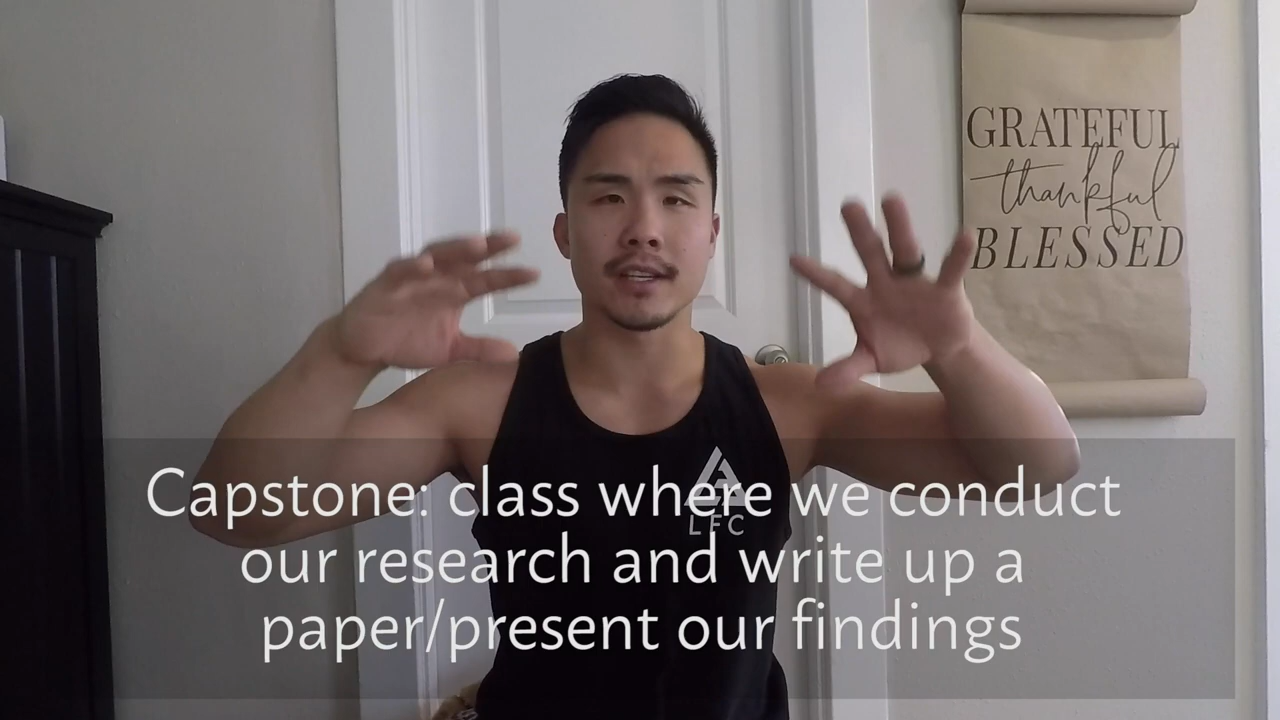 GRATEFUL
thankful
BLESSED
LFC
Capstone: class where we conduct
our research and write up a
paper/present our findings